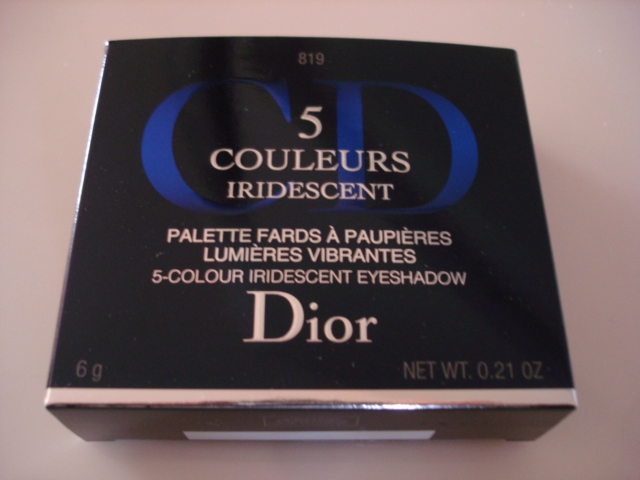 819
CD
5
COULEURS
IRIDESCENT
PALETTE FARDS À PAUPIÈRES
LUMIÈRES VIBRANTES
5-COLOUR IRIDESCENT EYESHADOW
Dior
6 g NET WT. 0.21 OZ